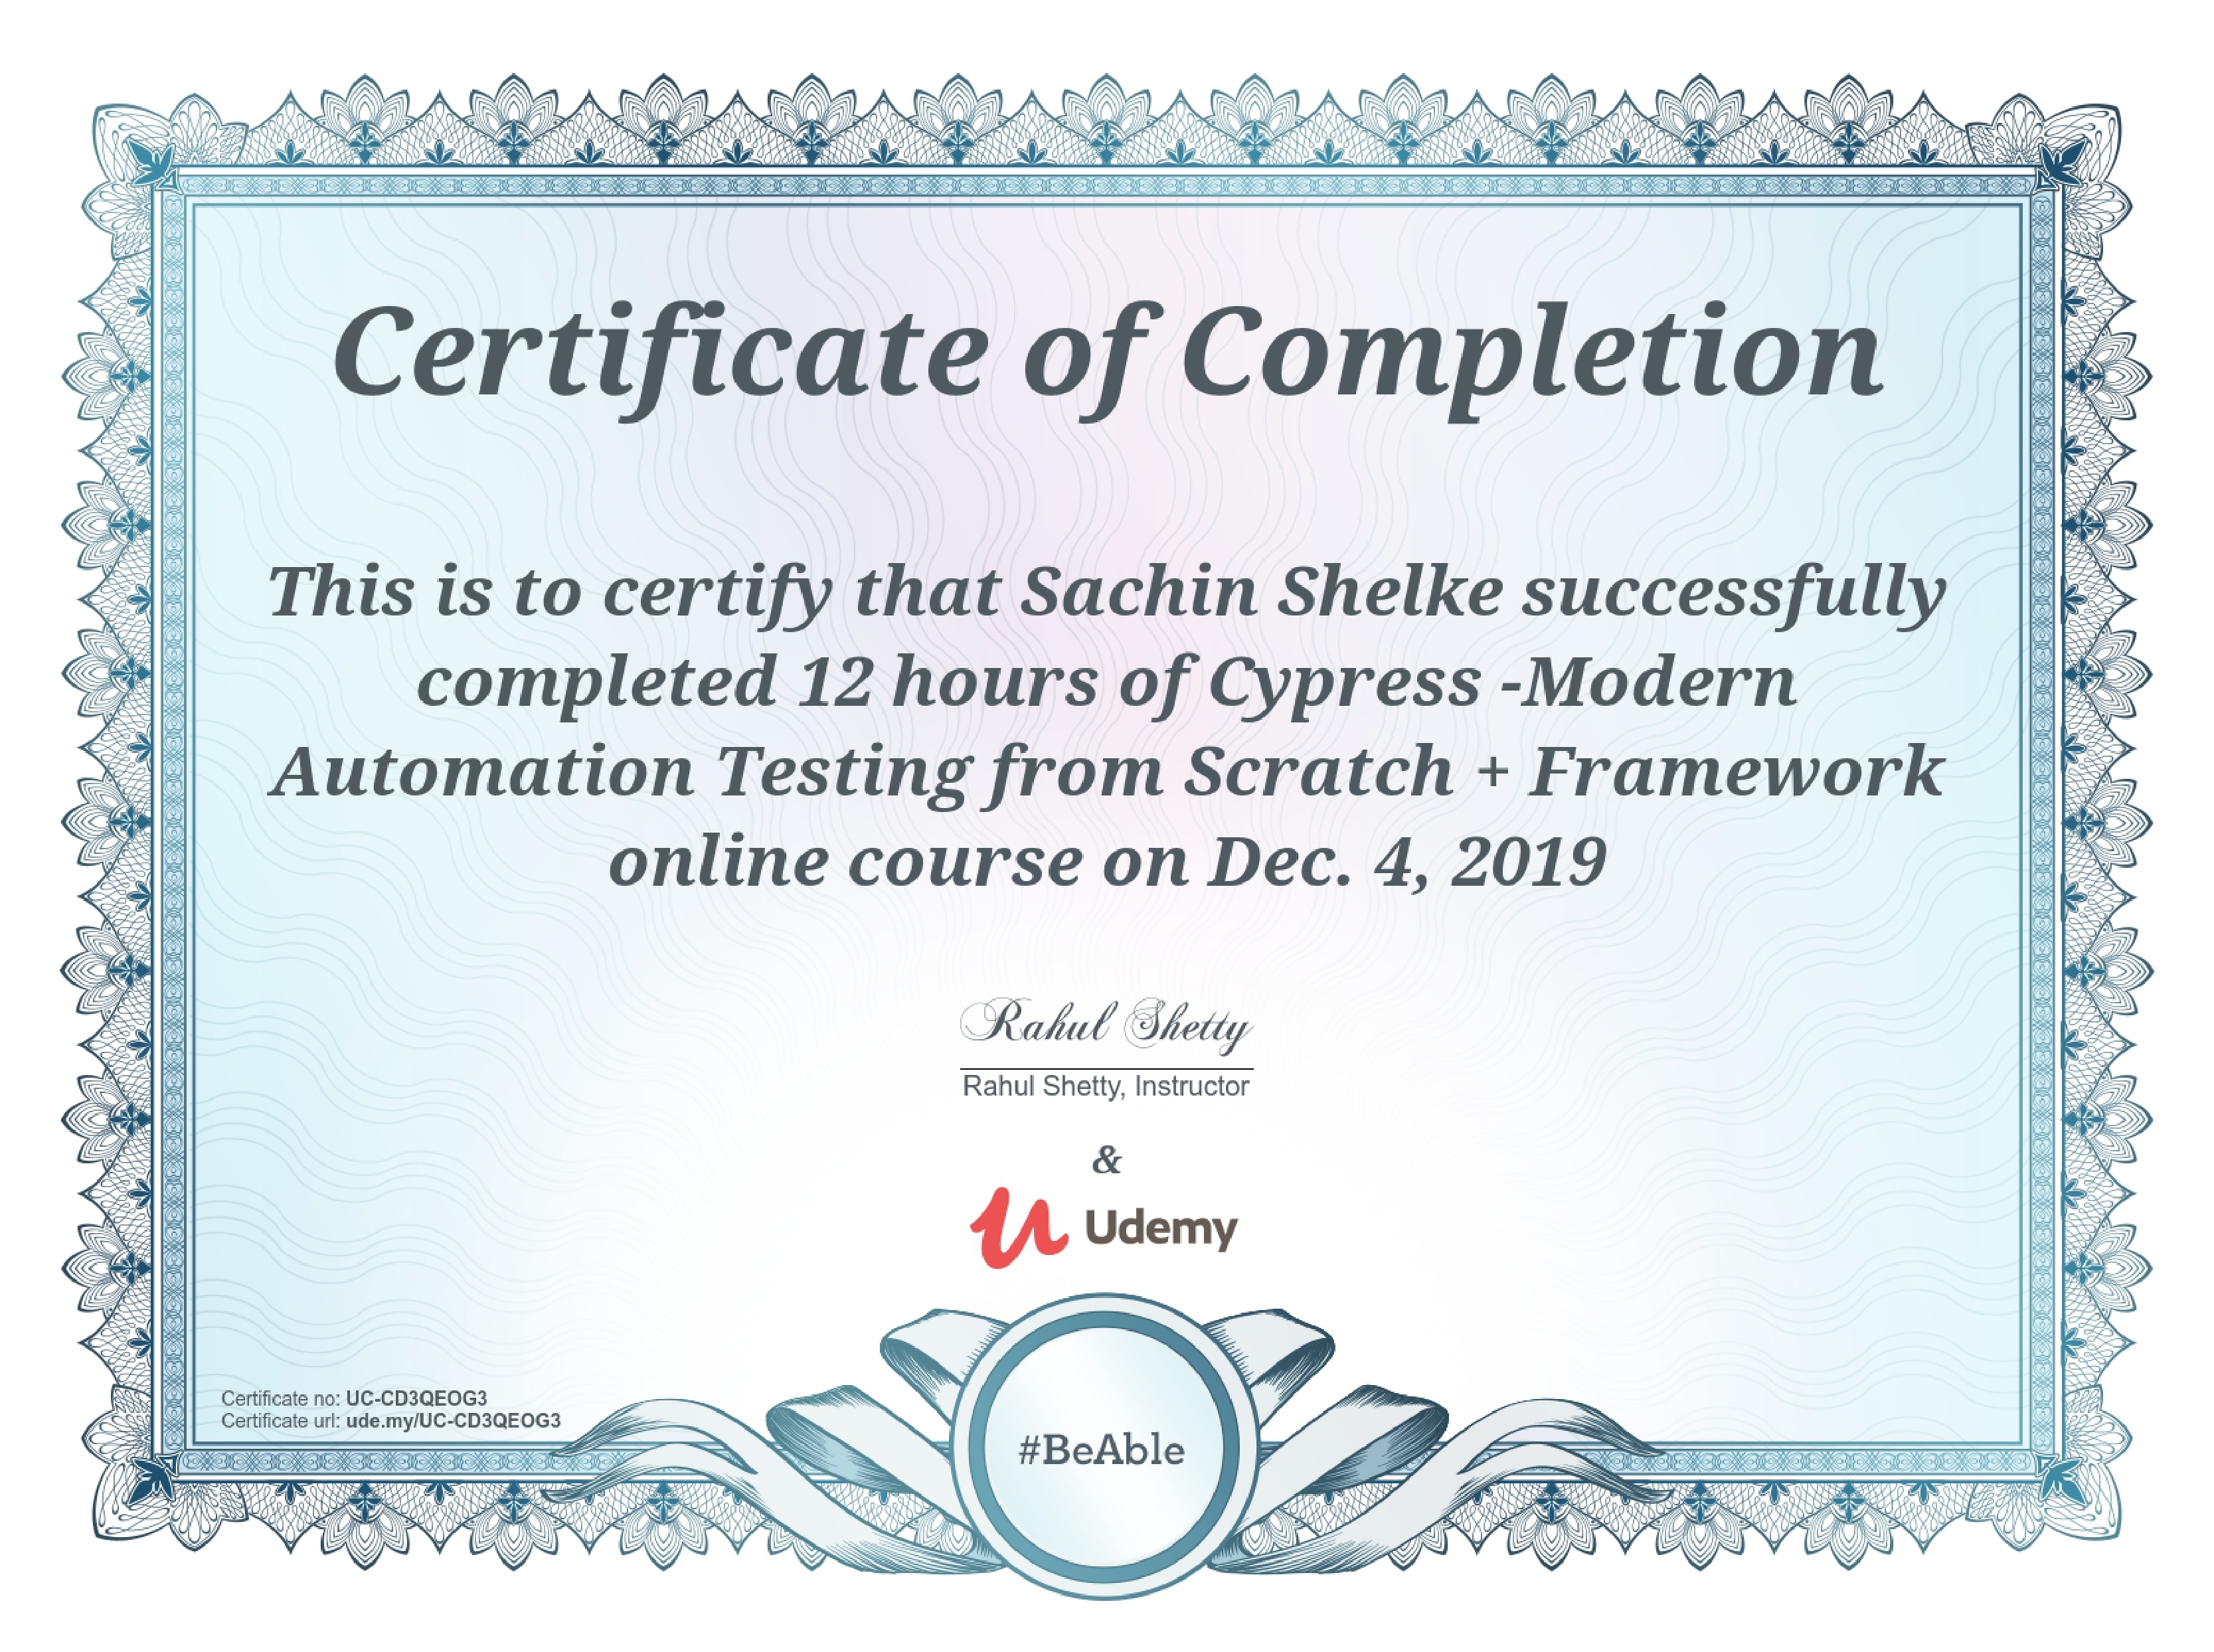 Certificate of Completion
This is to certify that Sachin Shelke successfully
completed 12 hours of Cypress -Modern
Automation Testing from Scratch + Framework
online course on Dec. 4, 2019
Rahul Shetty
Rahul Shetty, Instructor
&
Udemy
Certificate no: UC-CD3QEOG3
Certificate url: ude.my/UC-CD3QEOG3
#BeAble